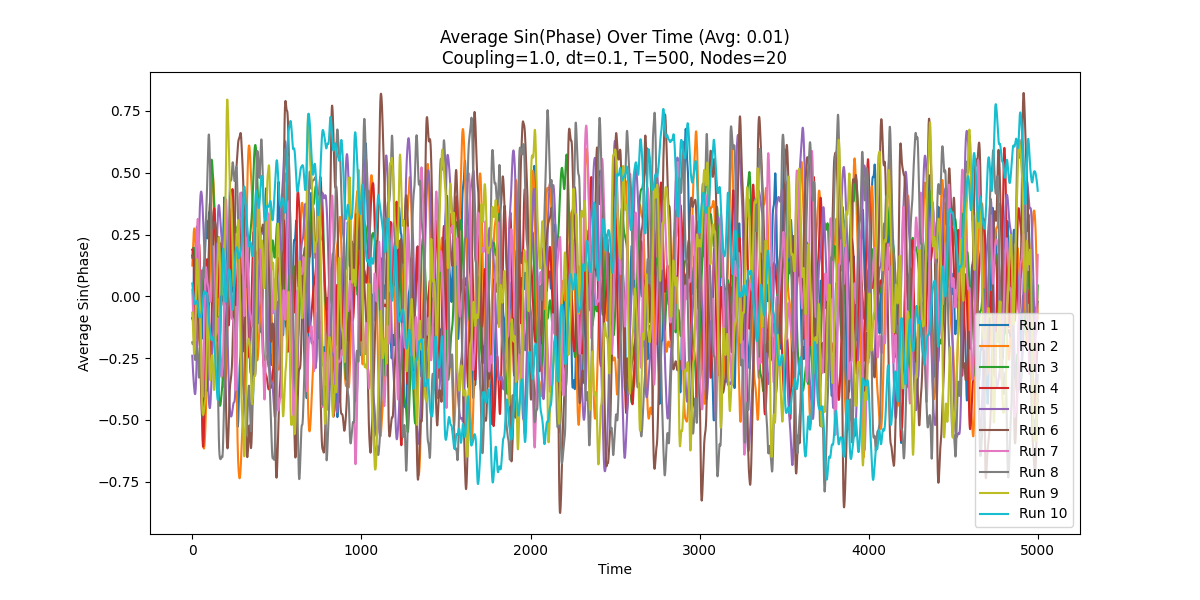 Average Sin(Phase) Over Time (Avg: 0.01)
Coupling=1.0, dt=0.1, T=500, Nodes=20
Average Sin(Phase)
0.75
0.50
0.25
0.00
−0.25
−0.50
−0.75
0
1000
2000
3000
4000
5000
Time
Run 1
Run 2
Run 3
Run 4
Run 5
Run 6
Run 7
Run 8
Run 9
Run 10